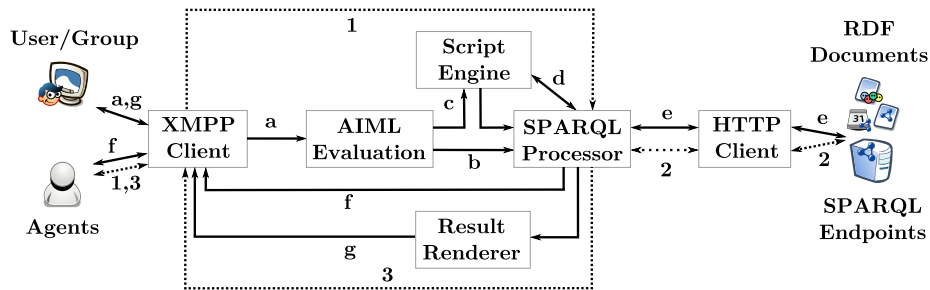 User/Group
a,g
f
1,3
Agents
XMPP
Client
a
1
AIML
Evaluation
c
b
Script
Engine
d
SPARQL
Processor
e
2
HTTP
Client
e
2
RDF
Documents
31
SPARQL
Endpoints
f
g
Result
Renderer
3